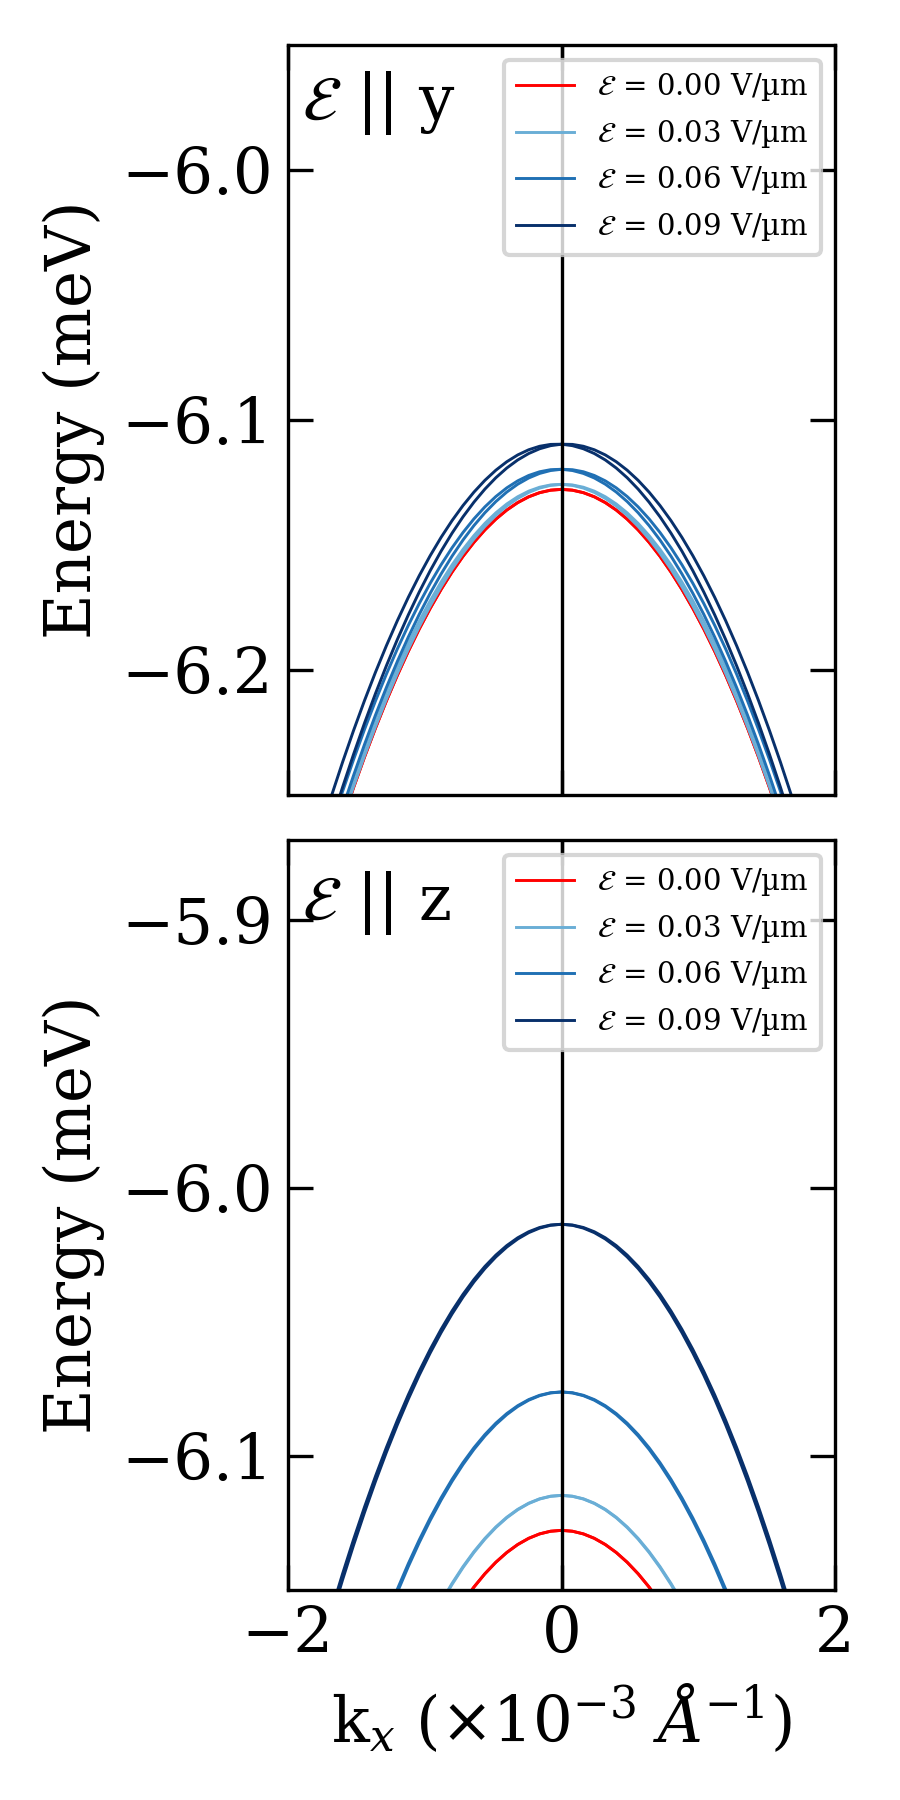 ℰ || y
ℰ = 0.00 V/µm
ℰ = 0.03 V/µm
ℰ = 0.06 V/µm
ℰ = 0.09 V/µm
−6.0
−6.1
−6.2
Energy (meV)
ℰ || z
ℰ = 0.00 V/µm
ℰ = 0.03 V/µm
ℰ = 0.06 V/µm
ℰ = 0.09 V/µm
−5.9
−6.0
−6.1
Energy (meV)
−2 0 2
kₓ (×10⁻³ Å⁻¹)